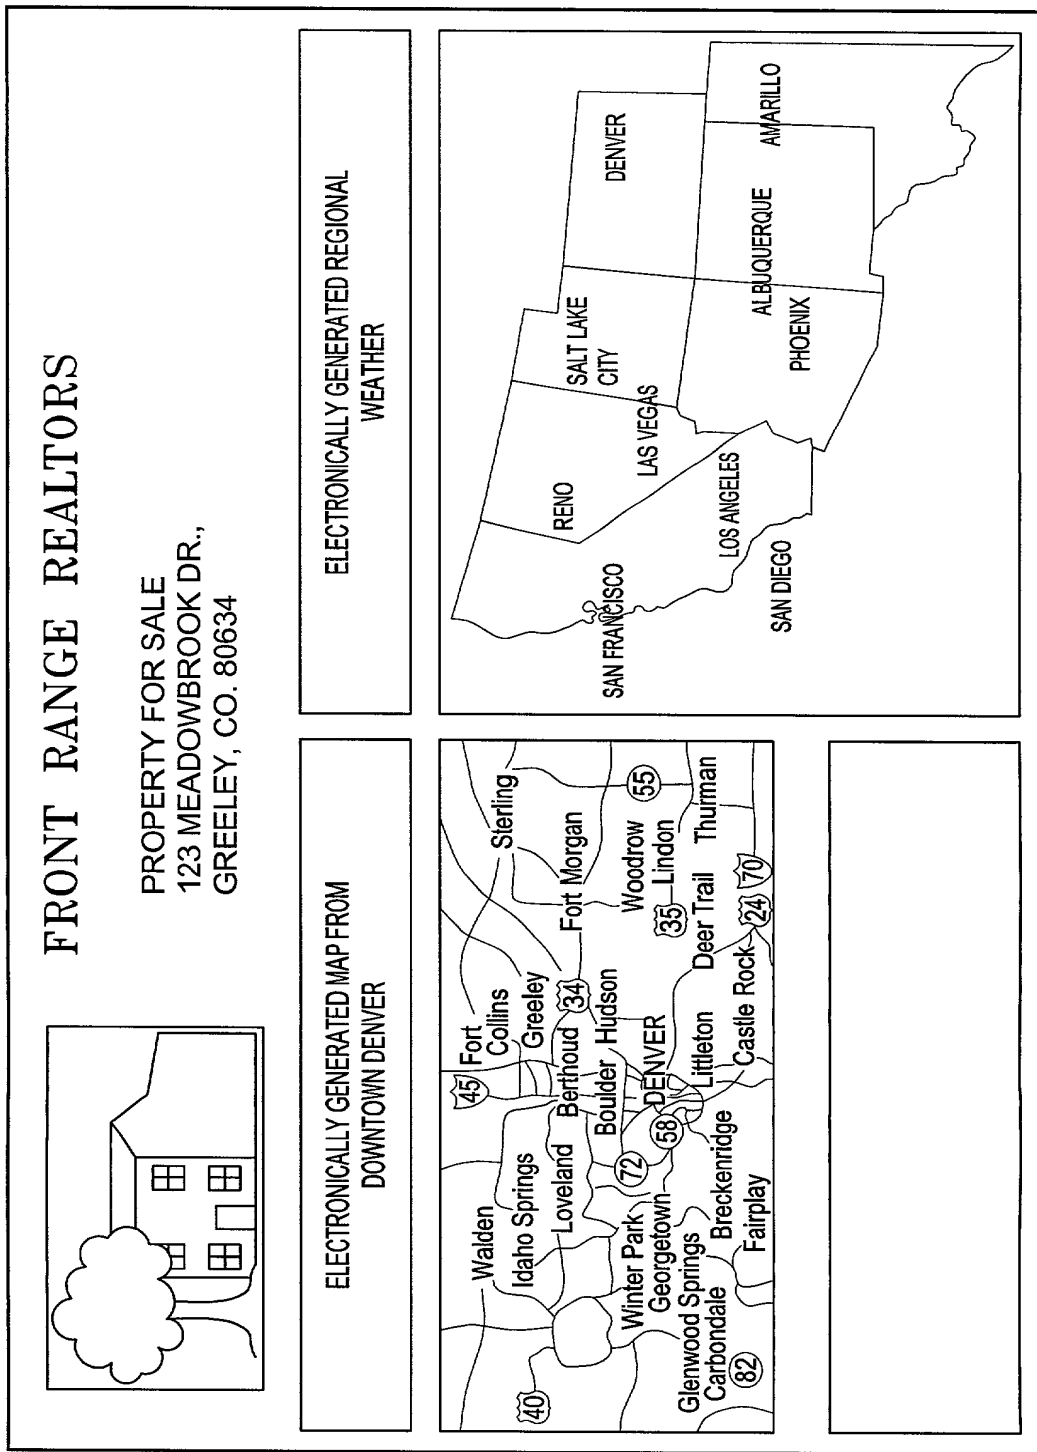 FRONT RANGE REALTORS
PROPERTY FOR SALE
123 MEADOWBROOK DR.,
GREELEY, CO. 80634
ELECTRONICALLY GENERATED MAP FROM
DOWNTOWN DENVER
ELECTRONICALLY GENERATED REGIONAL
WEATHER
Walden
45
Fort
Collins
Sterling
40
Idaho Springs
Greeley
Loveland
Berthoud
34
Fort Morgan
Boulder
Hudson
72
Winter Park
Woodrow
55
Georgetown
58
DENVER
35
Lindon
Glenwood Springs
Carbondale
82
Breckenridge
Fairplay
Littleton
Deer Trail
Thurman
Castle Rock
24
70
RENO
SALT LAKE
CITY
DENVER
SAN FRANCISCO
LAS VEGAS
LOS ANGELES
ALBUQUERQUE
AMARILLO
SAN DIEGO
PHOENIX